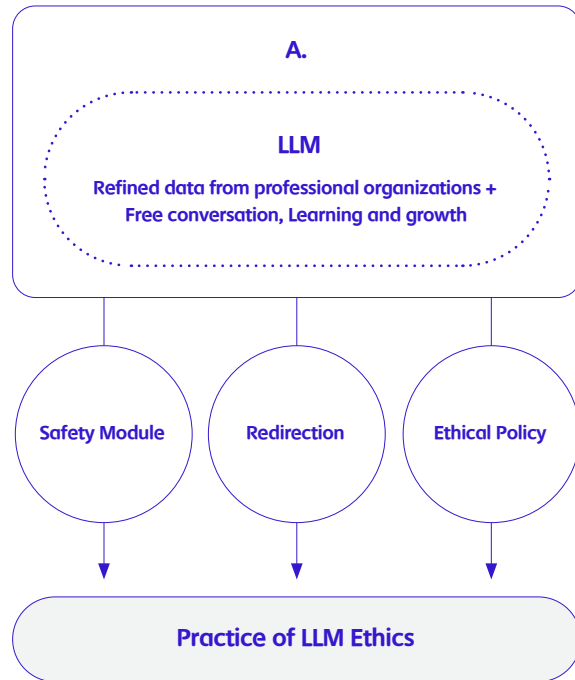 A.
LLM
Refined data from professional organizations +
Free conversation, Learning and growth
Safety Module
Redirection
Ethical Policy
Practice of LLM Ethics